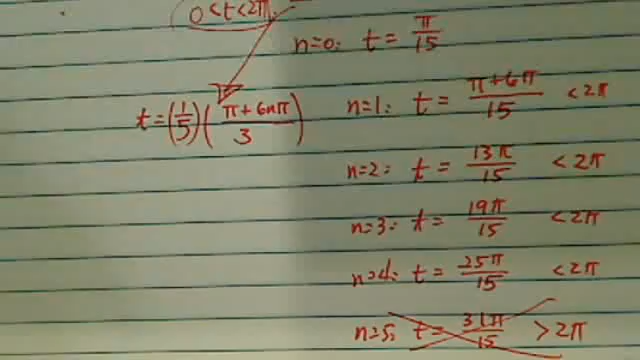 0 < t < 2π
n=0: t = π/15
t = (1/5)((π+6nπ)/3)
n=1: t = (π+6π)/15 < 2π
n=2: t = 13π/15 < 2π
n=3: t = 19π/15 < 2π
n=4: t = 25π/15 < 2π
n=5: t = 31π/15 > 2π